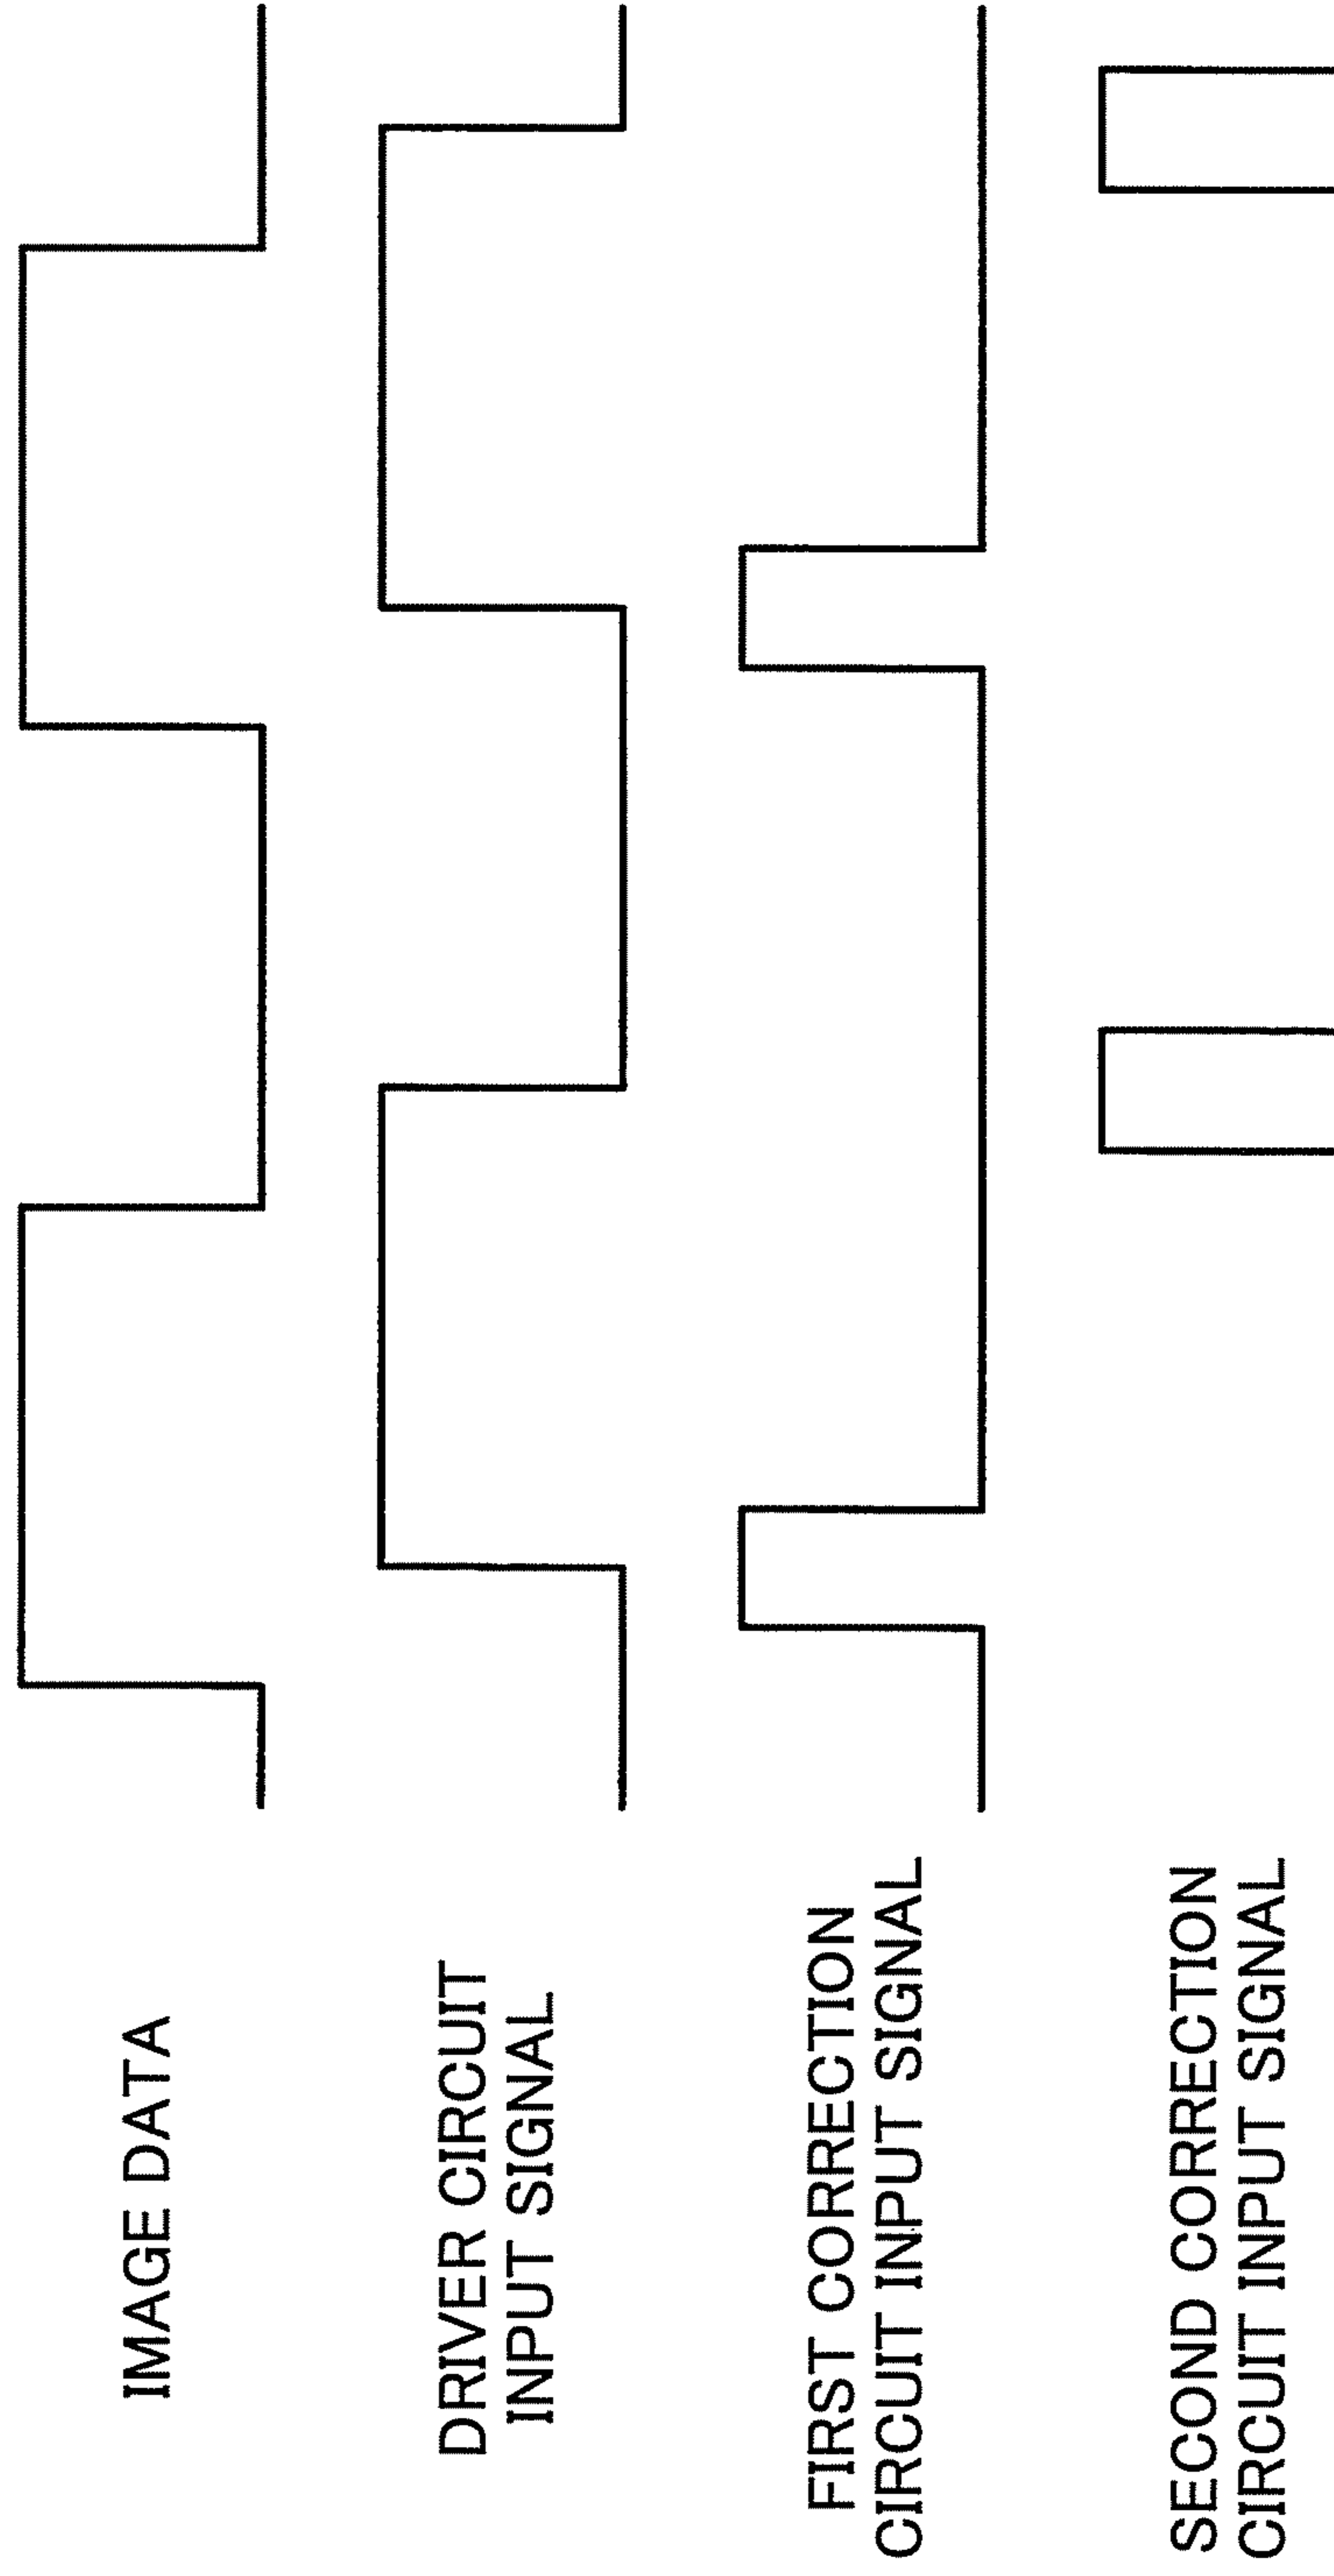 IMAGE DATA
DRIVER CIRCUIT
INPUT SIGNAL
FIRST CORRECTION
CIRCUIT INPUT SIGNAL
SECOND CORRECTION
CIRCUIT INPUT SIGNAL